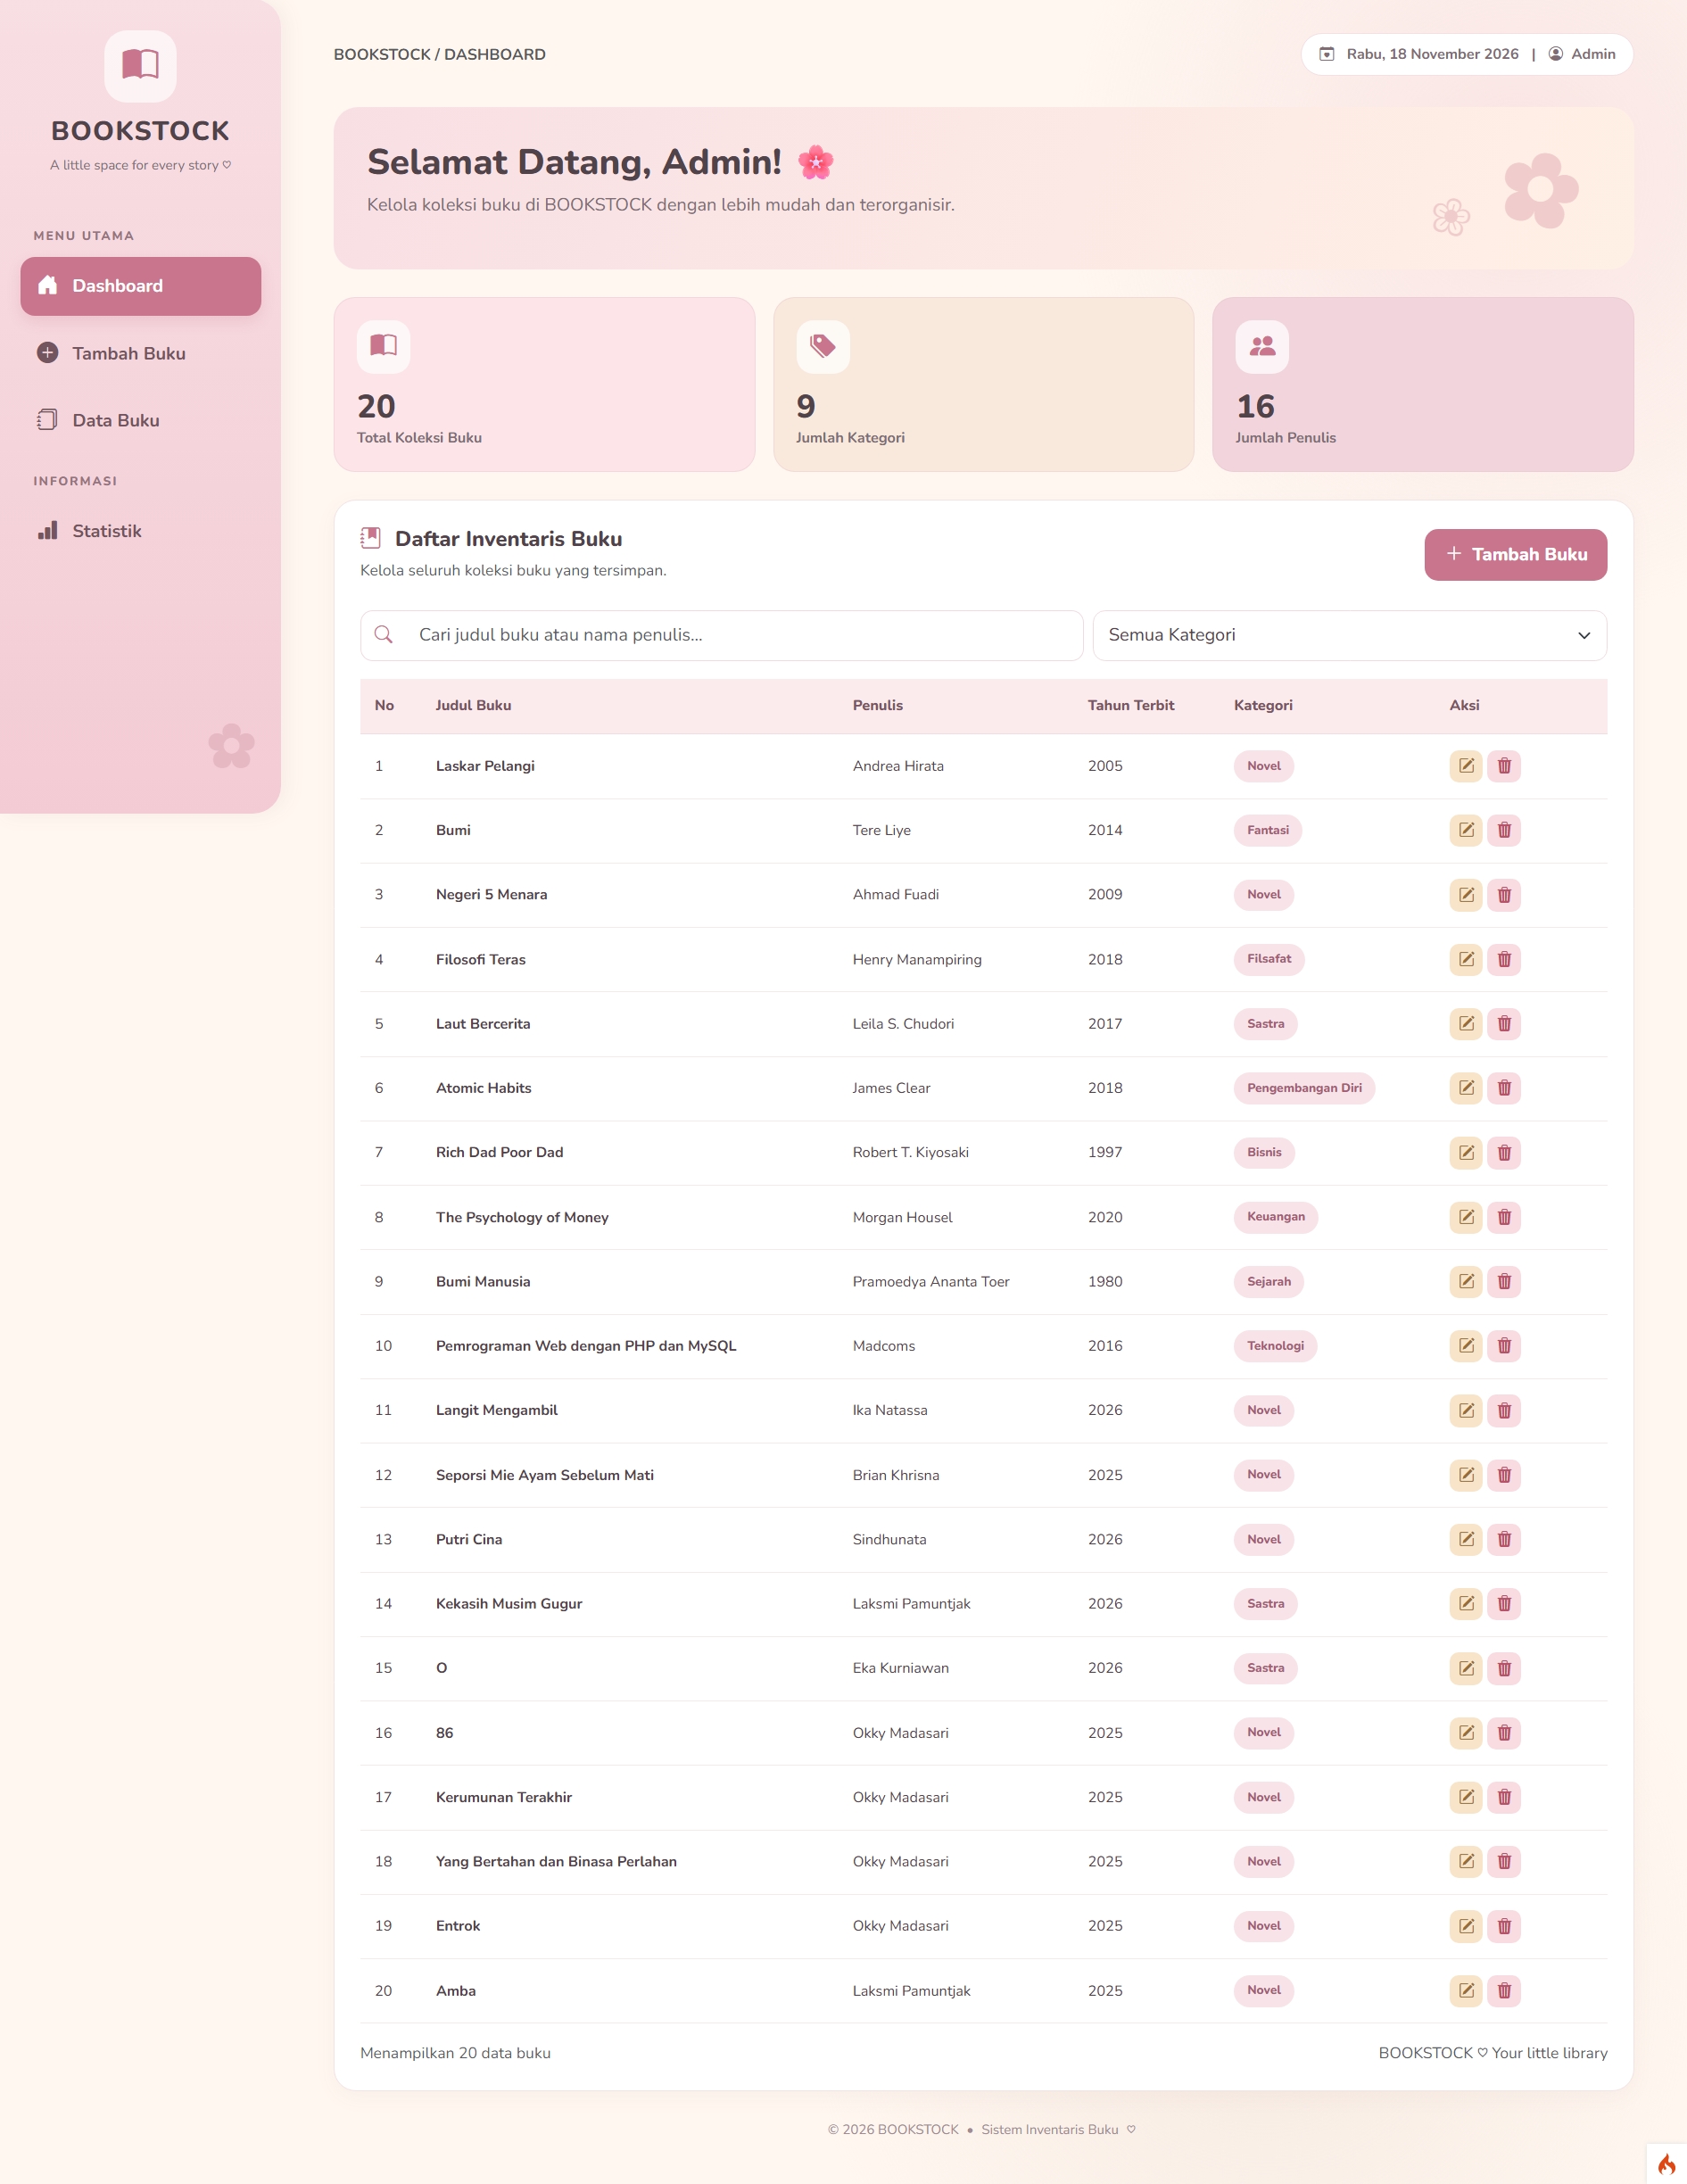 BOOKSTOCK
A little space for every story ♡
MENU UTAMA
Dashboard
Tambah Buku
Data Buku
INFORMASI
Statistik
BOOKSTOCK / DASHBOARD
Rabu, 18 November 2026 | Admin
Selamat Datang, Admin! 🌸
Kelola koleksi buku di BOOKSTOCK dengan lebih mudah dan terorganisir.
20
Total Koleksi Buku
9
Jumlah Kategori
16
Jumlah Penulis
Daftar Inventaris Buku
Kelola seluruh koleksi buku yang tersimpan.
+ Tambah Buku
Cari judul buku atau nama penulis...
Semua Kategori
No Judul Buku Penulis Tahun Terbit Kategori Aksi
1 Laskar Pelangi Andrea Hirata 2005 Novel
2 Bumi Tere Liye 2014 Fantasi
3 Negeri 5 Menara Ahmad Fuadi 2009 Novel
4 Filosofi Teras Henry Manampiring 2018 Filsafat
5 Laut Bercerita Leila S. Chudori 2017 Sastra
6 Atomic Habits James Clear 2018 Pengembangan Diri
7 Rich Dad Poor Dad Robert T. Kiyosaki 1997 Bisnis
8 The Psychology of Money Morgan Housel 2020 Keuangan
9 Bumi Manusia Pramoedya Ananta Toer 1980 Sejarah
10 Pemrograman Web dengan PHP dan MySQL Madcoms 2016 Teknologi
11 Langit Mengambil Ika Natassa 2026 Novel
12 Seporsi Mie Ayam Sebelum Mati Brian Khrisna 2025 Novel
13 Putri Cina Sindhunata 2026 Novel
14 Kekasih Musim Gugur Laksmi Pamuntjak 2026 Sastra
15 O Eka Kurniawan 2026 Sastra
16 86 Okky Madasari 2025 Novel
17 Kerumunan Terakhir Okky Madasari 2025 Novel
18 Yang Bertahan dan Binasa Perlahan Okky Madasari 2025 Novel
19 Entrok Okky Madasari 2025 Novel
20 Amba Laksmi Pamuntjak 2025 Novel
Menampilkan 20 data buku
BOOKSTOCK ♡ Your little library
© 2026 BOOKSTOCK • Sistem Inventaris Buku ♡